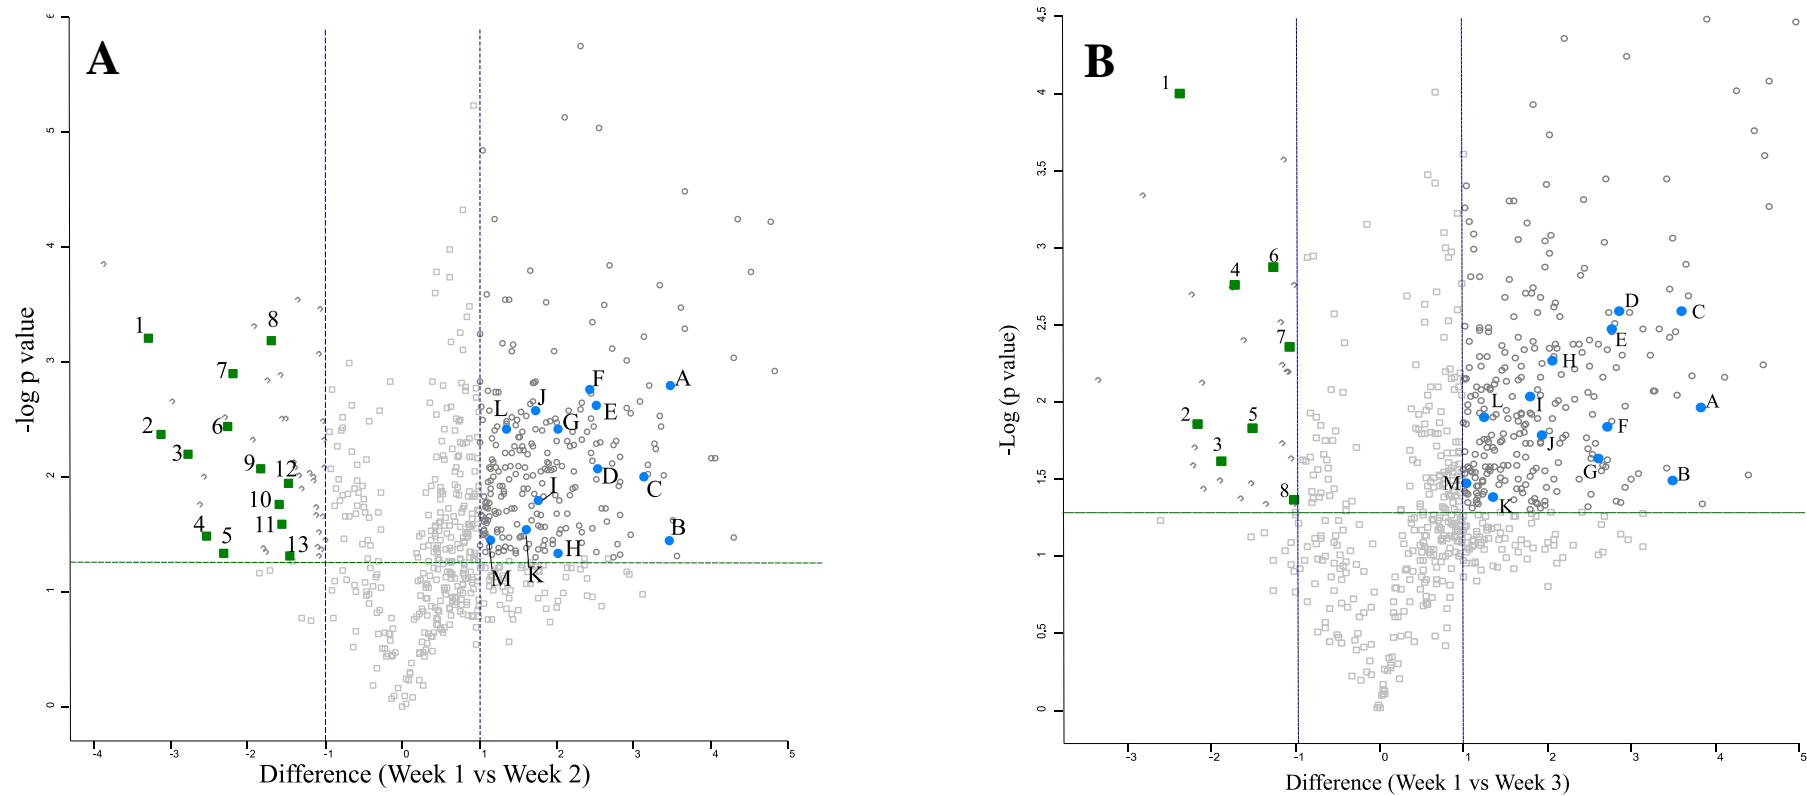 A
-log p value
6
5
4
3
2
1
0
1
8
7
2
6
3
9
12
10
11
4
5
13
F
A
L
J
E
G
D
C
I
B
H
M
K
-4
-3
-2
-1
0
1
2
3
4
5
Difference (Week 1 vs Week 2)
B
-Log (p value)
4.5
4
3.5
3
2.5
2
1.5
1
0.5
0
1
6
4
7
2
5
3
8
D
C
E
H
L
I
A
F
J
G
B
M
K
-3
-2
-1
0
1
2
3
4
5
Difference (Week 1 vs Week 3)